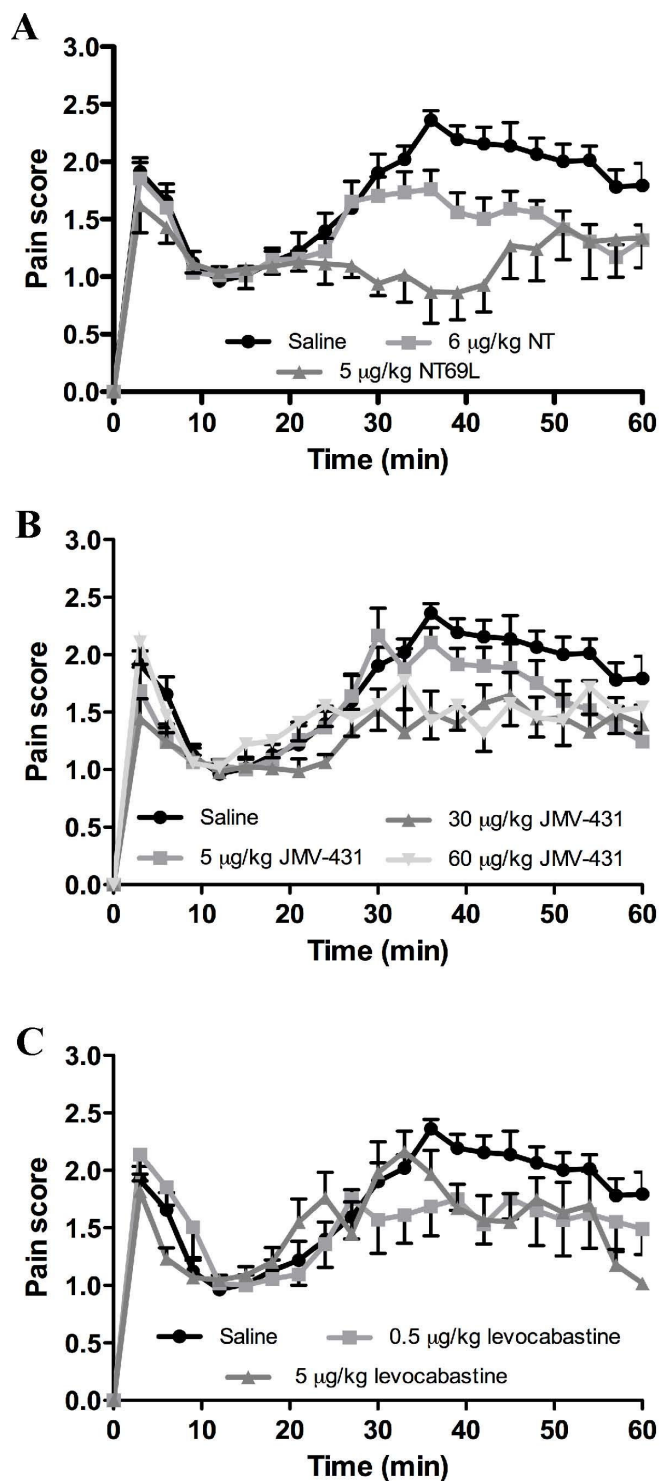 A
3.0
2.5
2.0
1.5
1.0
0.5
0.0
Pain score
Saline
6 µg/kg NT
5 µg/kg NT69L
0 10 20 30 40 50 60
Time (min)
B
3.0
2.5
2.0
1.5
1.0
0.5
0.0
Pain score
Saline
30 µg/kg JMV-431
5 µg/kg JMV-431
60 µg/kg JMV-431
0 10 20 30 40 50 60
Time (min)
C
3.0
2.5
2.0
1.5
1.0
0.5
0.0
Pain score
Saline
0.5 µg/kg levocabastine
5 µg/kg levocabastine
0 10 20 30 40 50 60
Time (min)